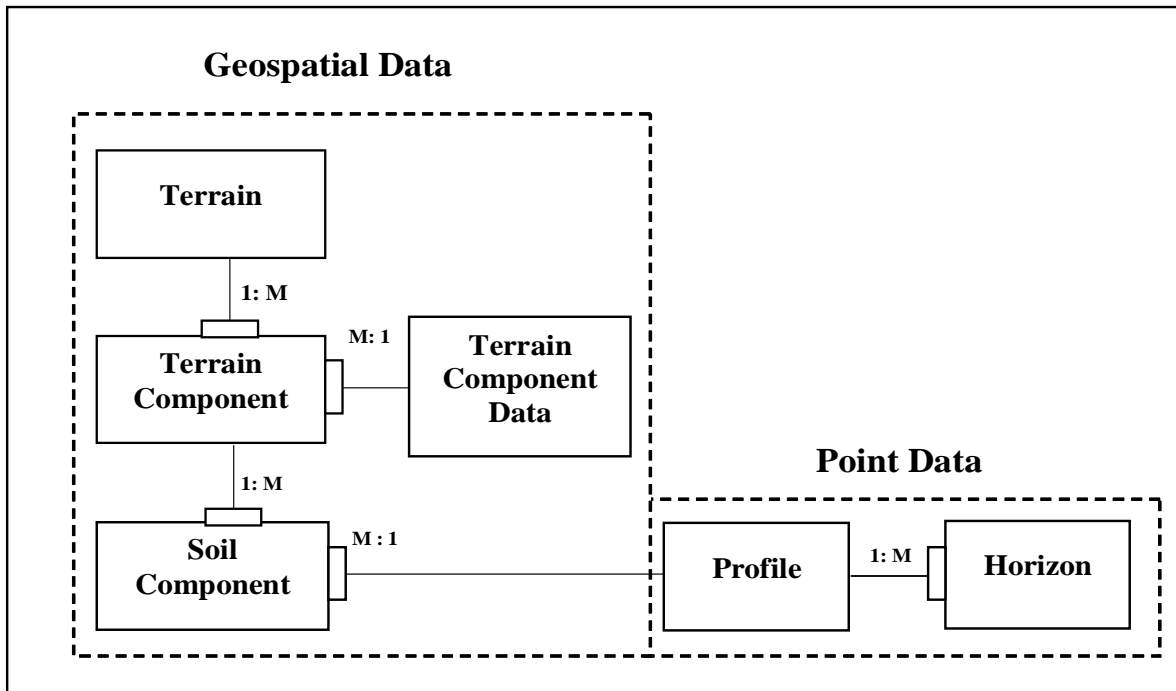 Geospatial Data
Terrain
1: M
Terrain
Component
M: 1
Terrain
Component
Data
1: M
Soil
Component
M : 1
Point Data
Profile
1: M
Horizon